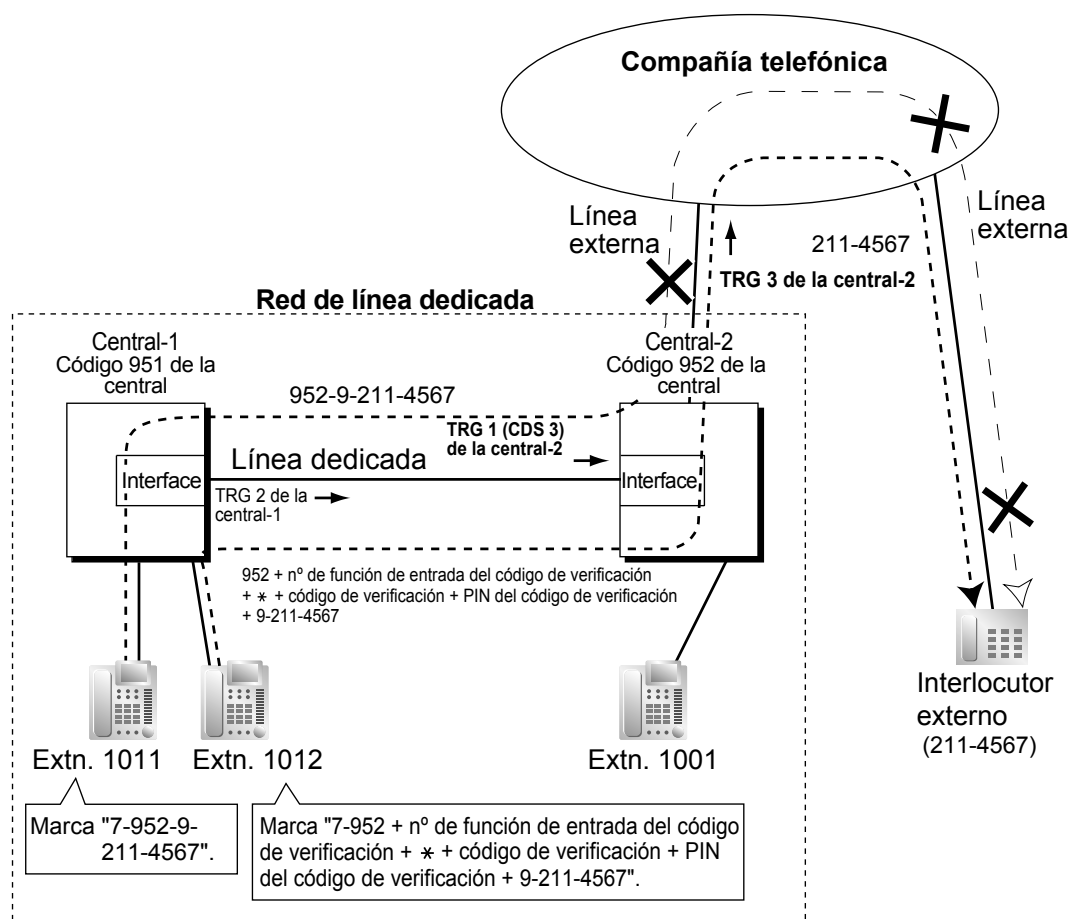 Compañía telefónica
Línea
externa
Línea
externa
211-4567
TRG 3 de la central-2
Red de línea dedicada
Central-1
Código 951 de la
central
Central-2
Código 952 de la
central
952-9-211-4567
TRG 1 (CDS 3)
de la central-2
Línea dedicada
Interface
Interface
TRG 2 de la
central-1
952 + nº de función de entrada del código de verificación
+ * + código de verificación + PIN del código de verificación
+ 9-211-4567
Interlocutor
externo
(211-4567)
Extn. 1011
Extn. 1012
Extn. 1001
Marca "7-952-9-
211-4567".
Marca "7-952 + nº de función de entrada del código
de verificación + * + código de verificación + PIN
del código de verificación + 9-211-4567".